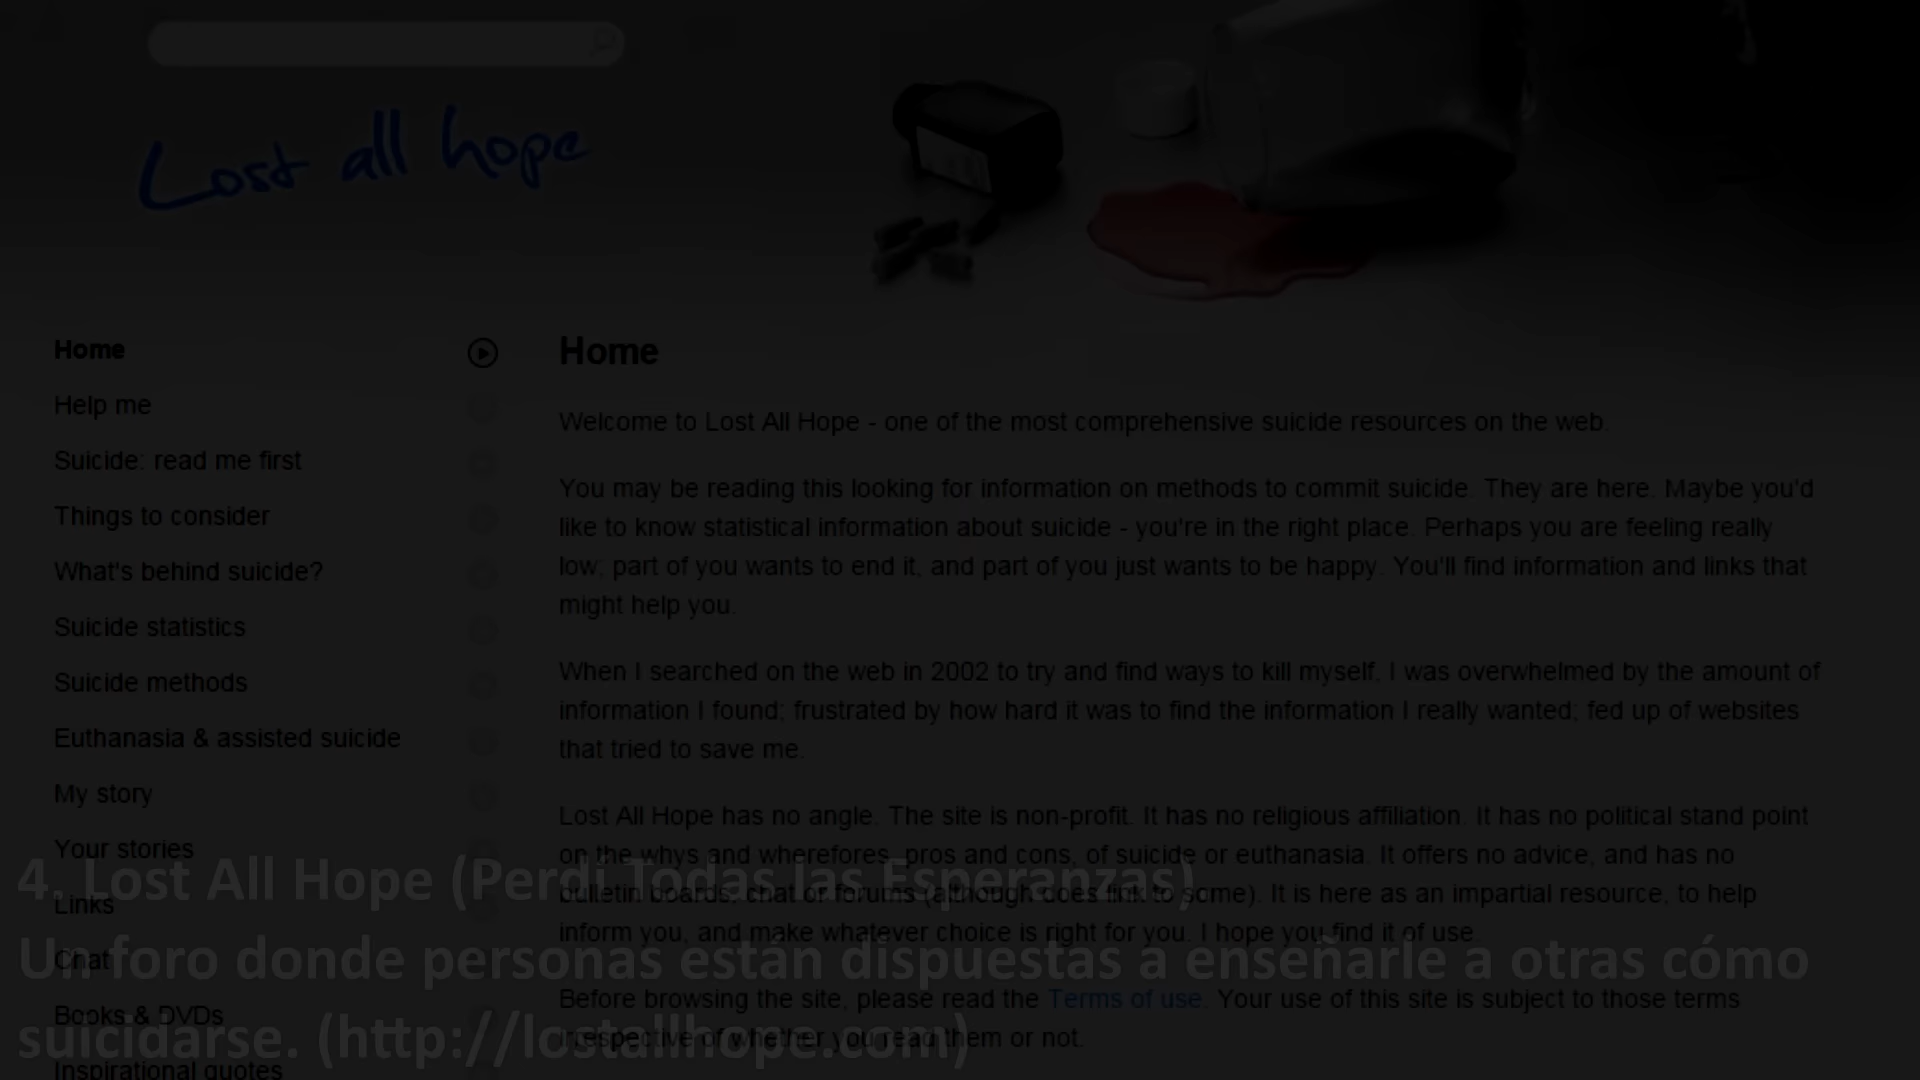 Lost all hope
Home
Help me
Suicide: read me first
Things to consider
What's behind suicide?
Suicide statistics
Suicide methods
Euthanasia & assisted suicide
My story
Your stories
Links
Chat
Books & DVDs
Inspirational quotes
Home
Welcome to Lost All Hope - one of the most comprehensive suicide resources on the web.
You may be reading this looking for information on methods to commit suicide. They are here. Maybe you'd
like to know statistical information about suicide - you're in the right place. Perhaps you are feeling really
low; part of you wants to end it, and part of you just wants to be happy. You'll find information and links that
might help you.
When I searched on the web in 2002 to try and find ways to kill myself, I was overwhelmed by the amount of
information I found; frustrated by how hard it was to find the information I really wanted; fed up of websites
that tried to save me.
Lost All Hope has no angle. The site is non-profit. It has no religious affiliation. It has no political stand point
on the whys and wherefores, pros and cons, of suicide or euthanasia. It offers no advice, and has no
bulletin boards, chat or forums (although does link to some). It is here as an impartial resource, to help
inform you, and make whatever choice is right for you. I hope you find it of use.
Before browsing the site, please read the Terms of use. Your use of this site is subject to those terms
irrespective of whether you read them or not.
4. Lost All Hope (Perdí Todas las Esperanzas)
Un foro donde personas están dispuestas a enseñarle a otras cómo
suicidarse. (http://lostallhope.com)